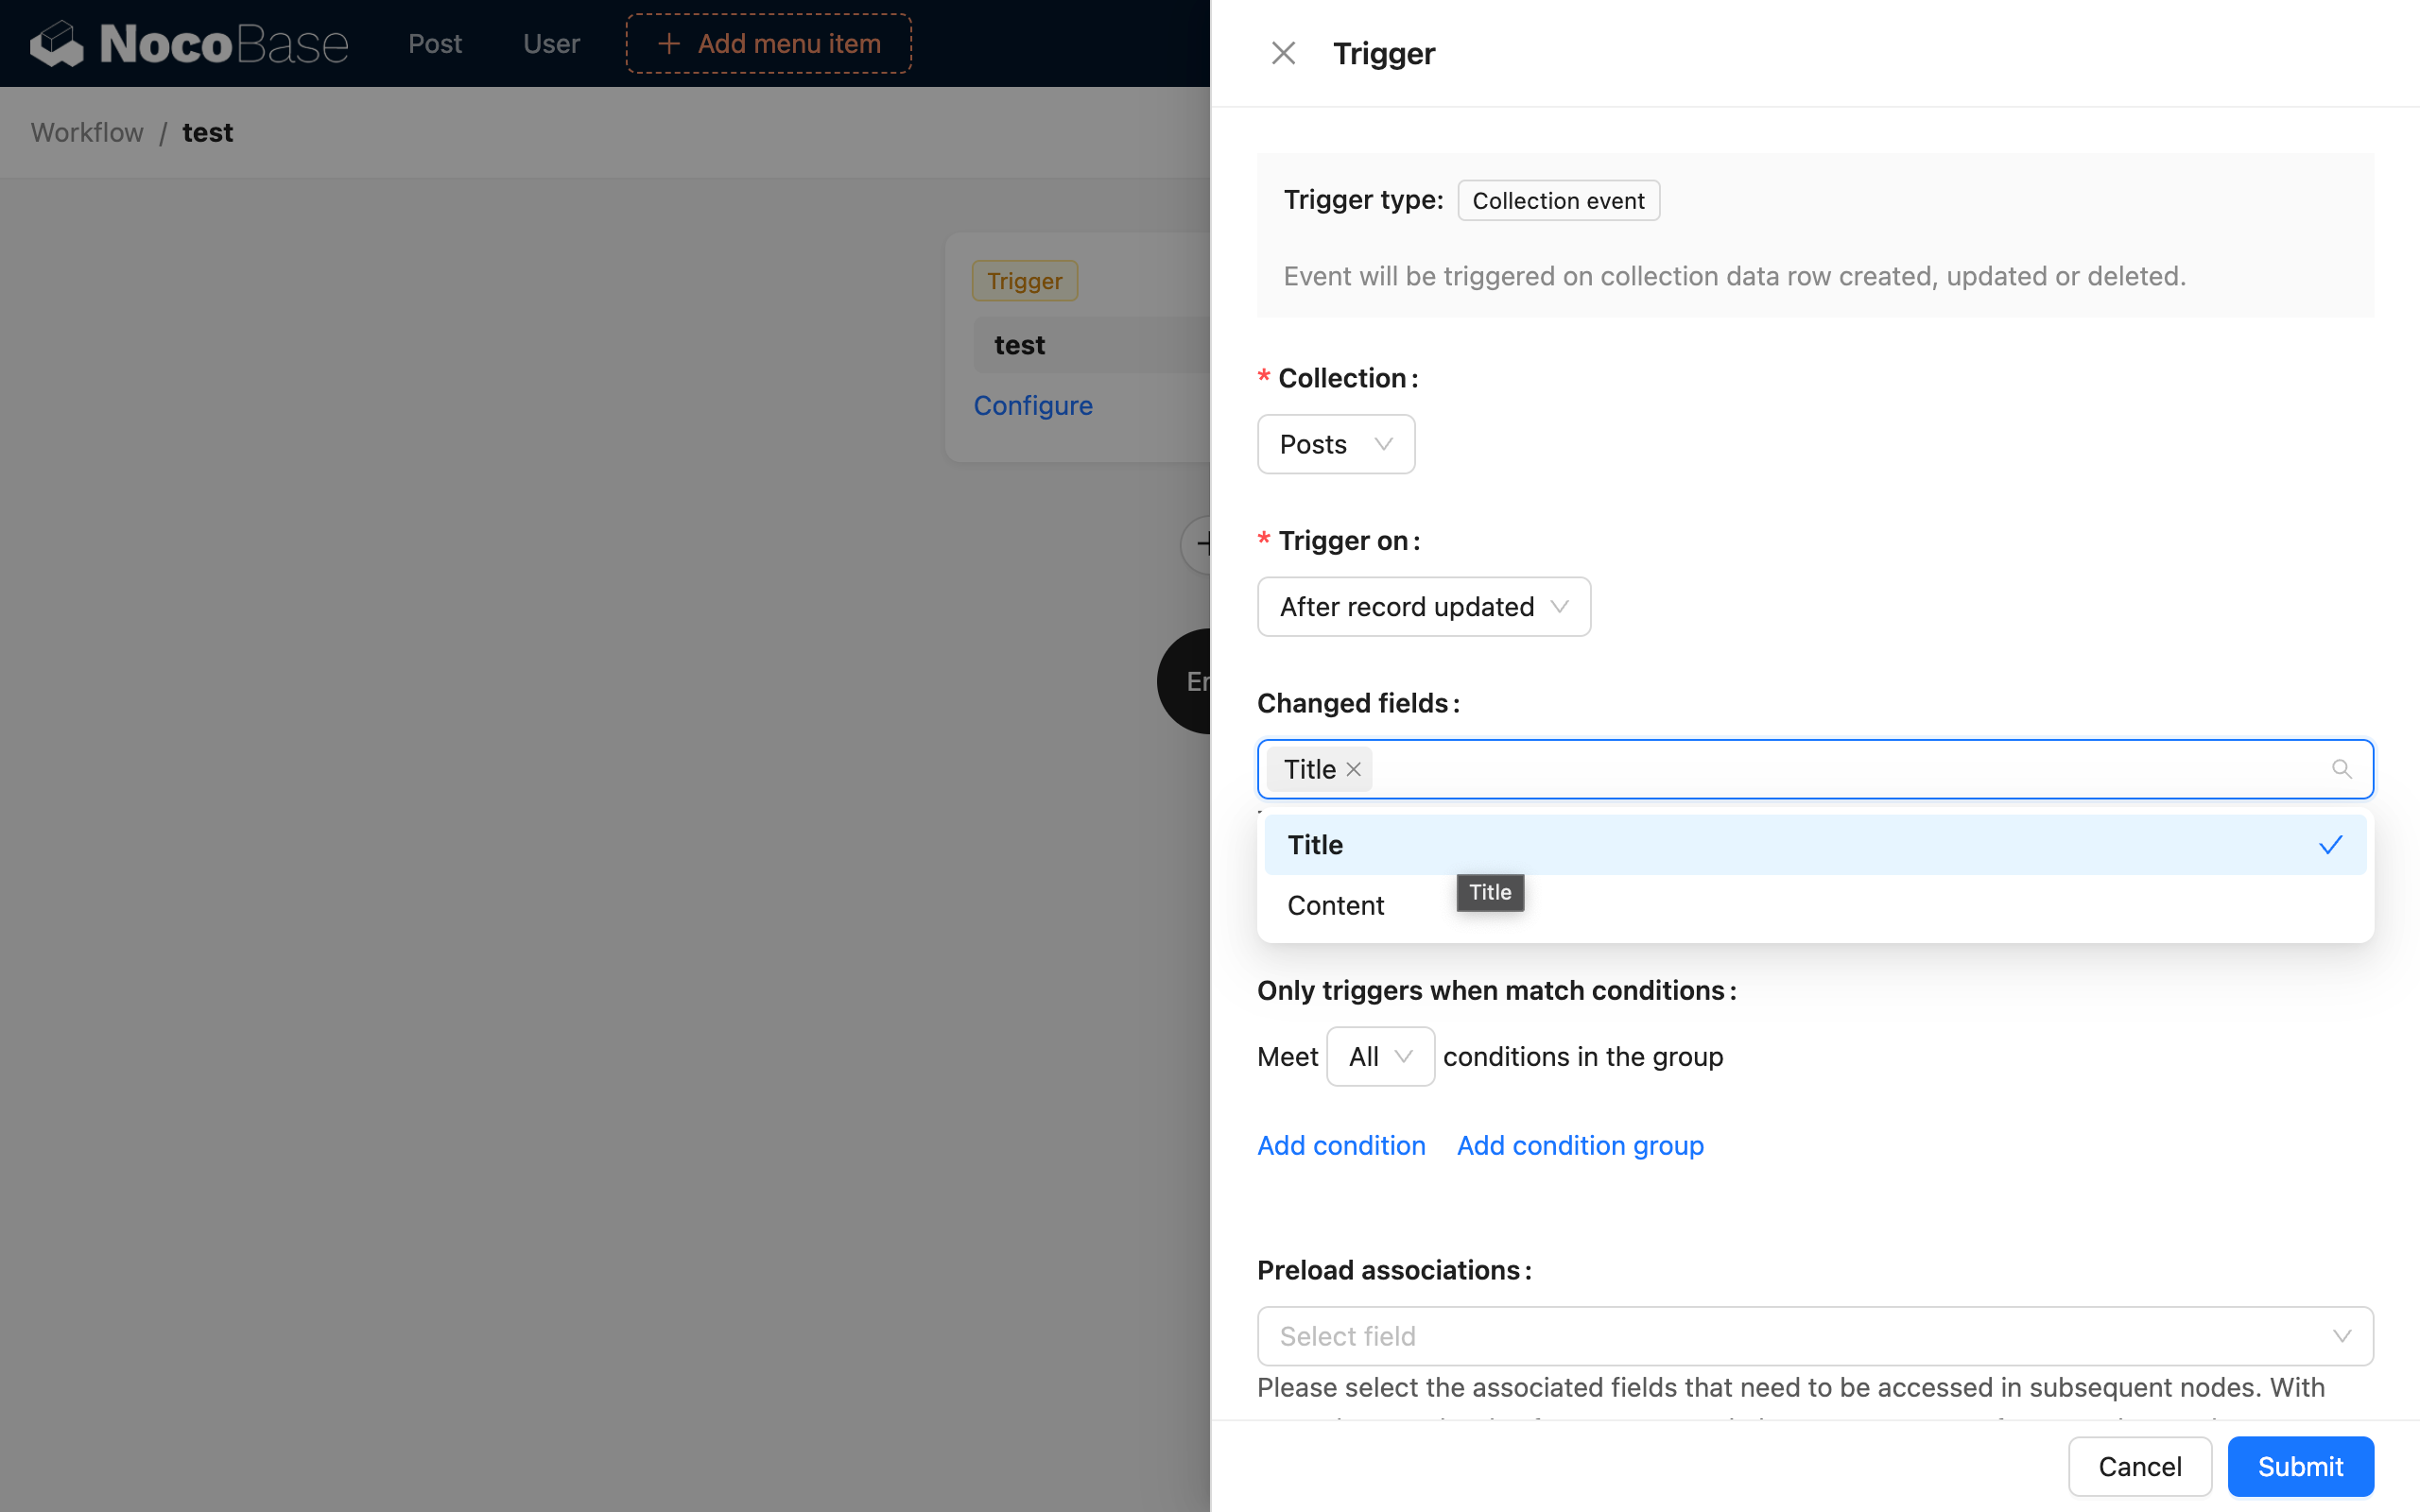 NocoBase Post User + Add menu item
Workflow / test
Trigger
test
Configure
Trigger
Trigger type: Collection event
Event will be triggered on collection data row created, updated or deleted.
* Collection:
Posts
* Trigger on:
After record updated
Changed fields:
Title
Title
Title
Content
Only triggers when match conditions:
Meet All conditions in the group
Add condition Add condition group
Preload associations:
Select field
Please select the associated fields that need to be accessed in subsequent nodes. With
Cancel Submit